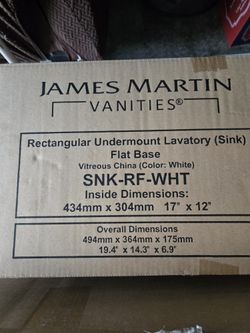 JAMES MARTIN
VANITIES®
Rectangular Undermount Lavatory (Sink)
Flat Base
Vitreous China (Color: White)
SNK-RF-WHT
Inside Dimensions:
434mm x 304mm 17" x 12"
Overall Dimensions
494mm x 364mm x 175mm
19.4" x 14.3" x 6.9"